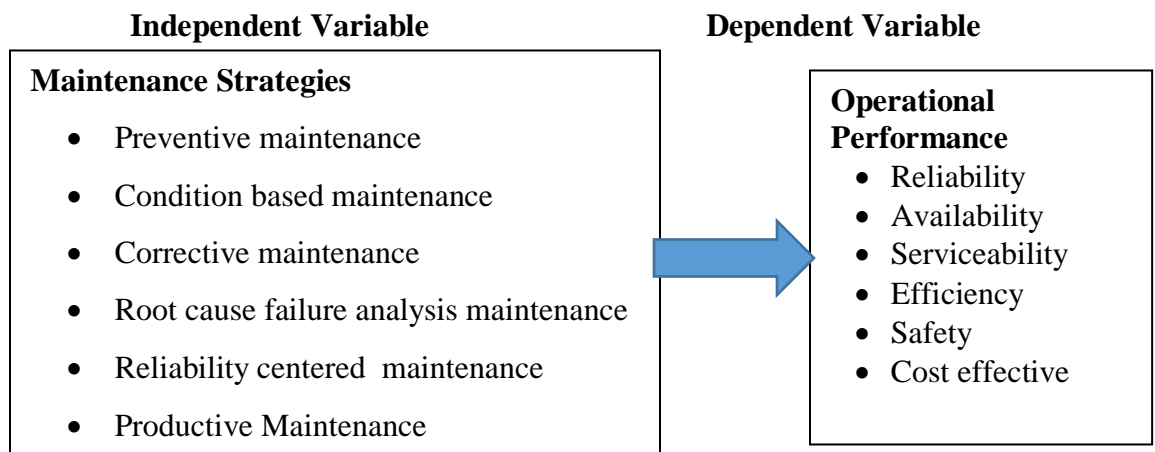 Independent Variable
Dependent Variable
Maintenance Strategies
• Preventive maintenance
• Condition based maintenance
• Corrective maintenance
• Root cause failure analysis maintenance
• Reliability centered maintenance
• Productive Maintenance
Operational
Performance
• Reliability
• Availability
• Serviceability
• Efficiency
• Safety
• Cost effective